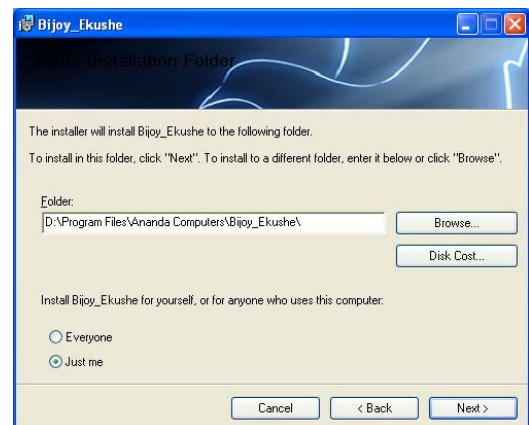 Bijoy_Ekushe
Select Installation Folder
The installer will install Bijoy_Ekushe to the following folder.
To install in this folder, click "Next". To install to a different folder, enter it below or click "Browse".
Folder:
D:\Program Files\Ananda Computers\Bijoy_Ekushe\
Browse...
Disk Cost...
Install Bijoy_Ekushe for yourself, or for anyone who uses this computer:
Everyone
Just me
Cancel
< Back
Next >